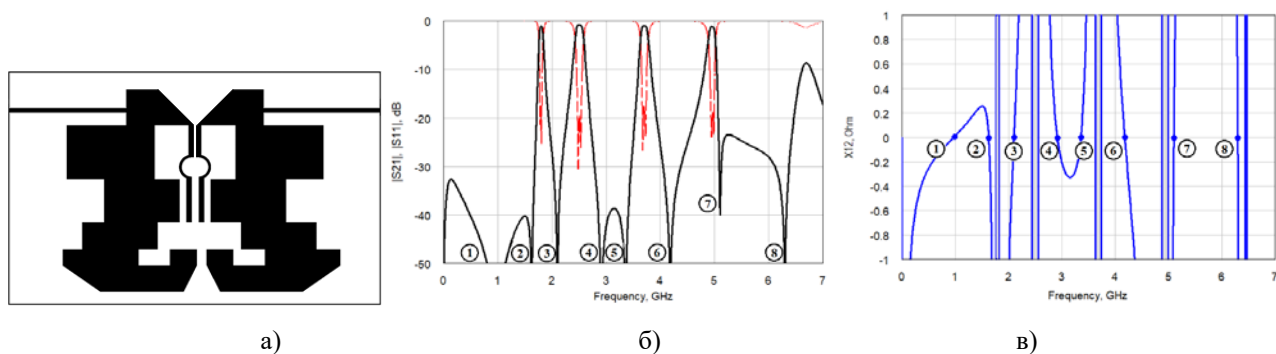 |S21|, |S11|, dB
0
-10
-20
-30
-40
-50
0 1 2 3 4 5 6 7
Frequency, GHz
1 2 3 4 5 6 7 8
X12, Ohm
1
0.8
0.6
0.4
0.2
0
-0.2
-0.4
-0.6
-0.8
-1
0 1 2 3 4 5 6 7
Frequency, GHz
1 2 3 4 5 6 7 8
а) б) в)